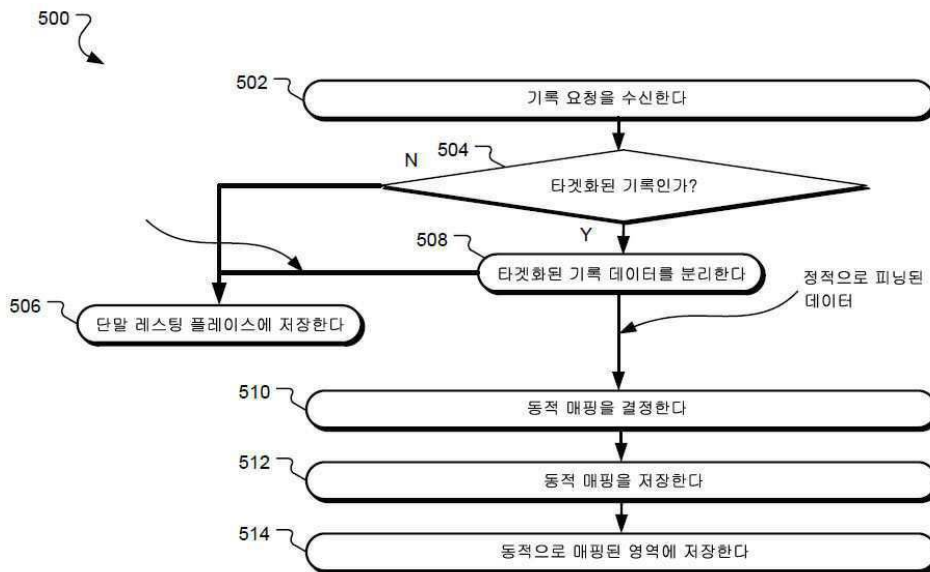 500
502
기록 요청을 수신한다
504
N
타겟화된 기록인가?
Y
508
타겟화된 기록 데이터를 분리한다
정적으로 피닝된
데이터
506
단말 레스팅 플레이스에 저장한다
510
동적 매핑을 결정한다
512
동적 매핑을 저장한다
514
동적으로 매핑된 영역에 저장한다